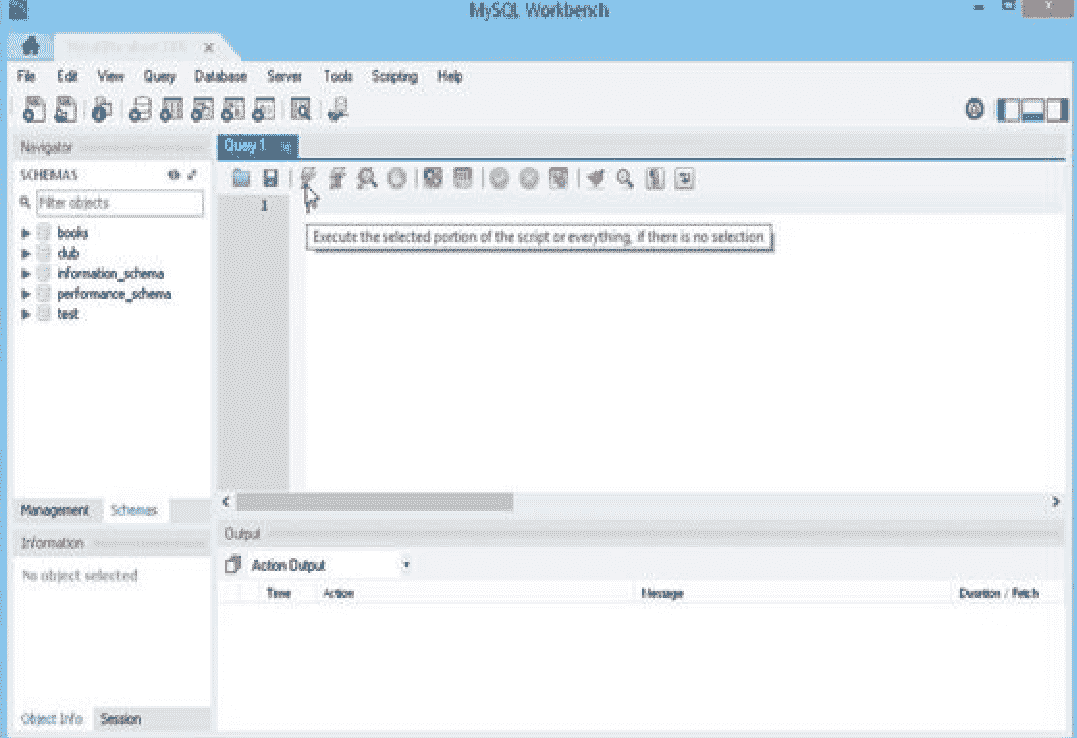 MySQL Workbench
File Edit View Query Database Server Tools Scripting Help
Navigator
Query 1
SCHEMAS
Filter objects
1
Execute the selected portion of the script or everything, if there is no selection
books
club
information_schema
performance_schema
test
Management Schemas
Output
Information
Action Output
No object selected
Time Action Message Duration / Fetch
Object Info Session